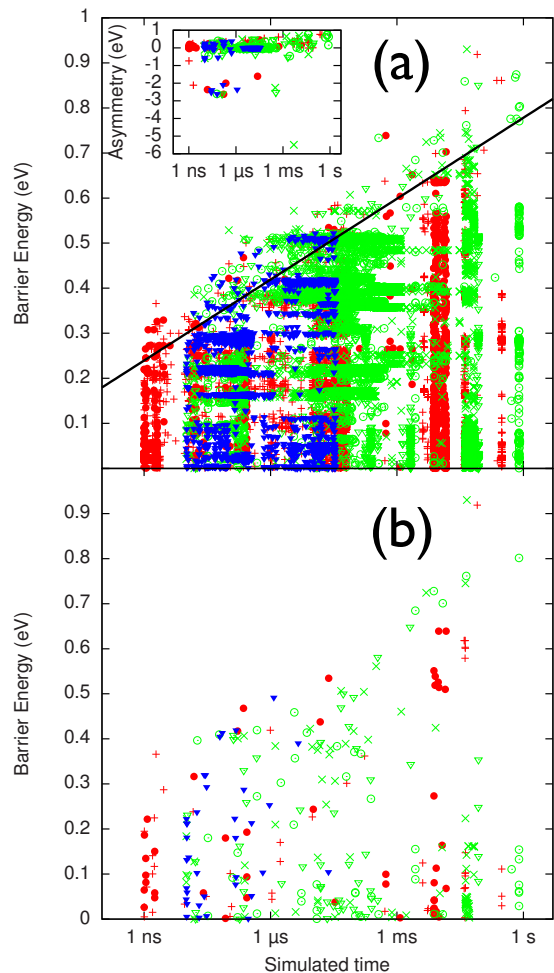 Asymmetry (eV)
1
0
-1
-2
-3
-4
-5
-6
1 ns
1 µs
1 ms
1 s
(a)
Barrier Energy (eV)
1
0.9
0.8
0.7
0.6
0.5
0.4
0.3
0.2
0.1
(b)
Barrier Energy (eV)
0.9
0.8
0.7
0.6
0.5
0.4
0.3
0.2
0.1
0
1 ns
1 µs
1 ms
1 s
Simulated time